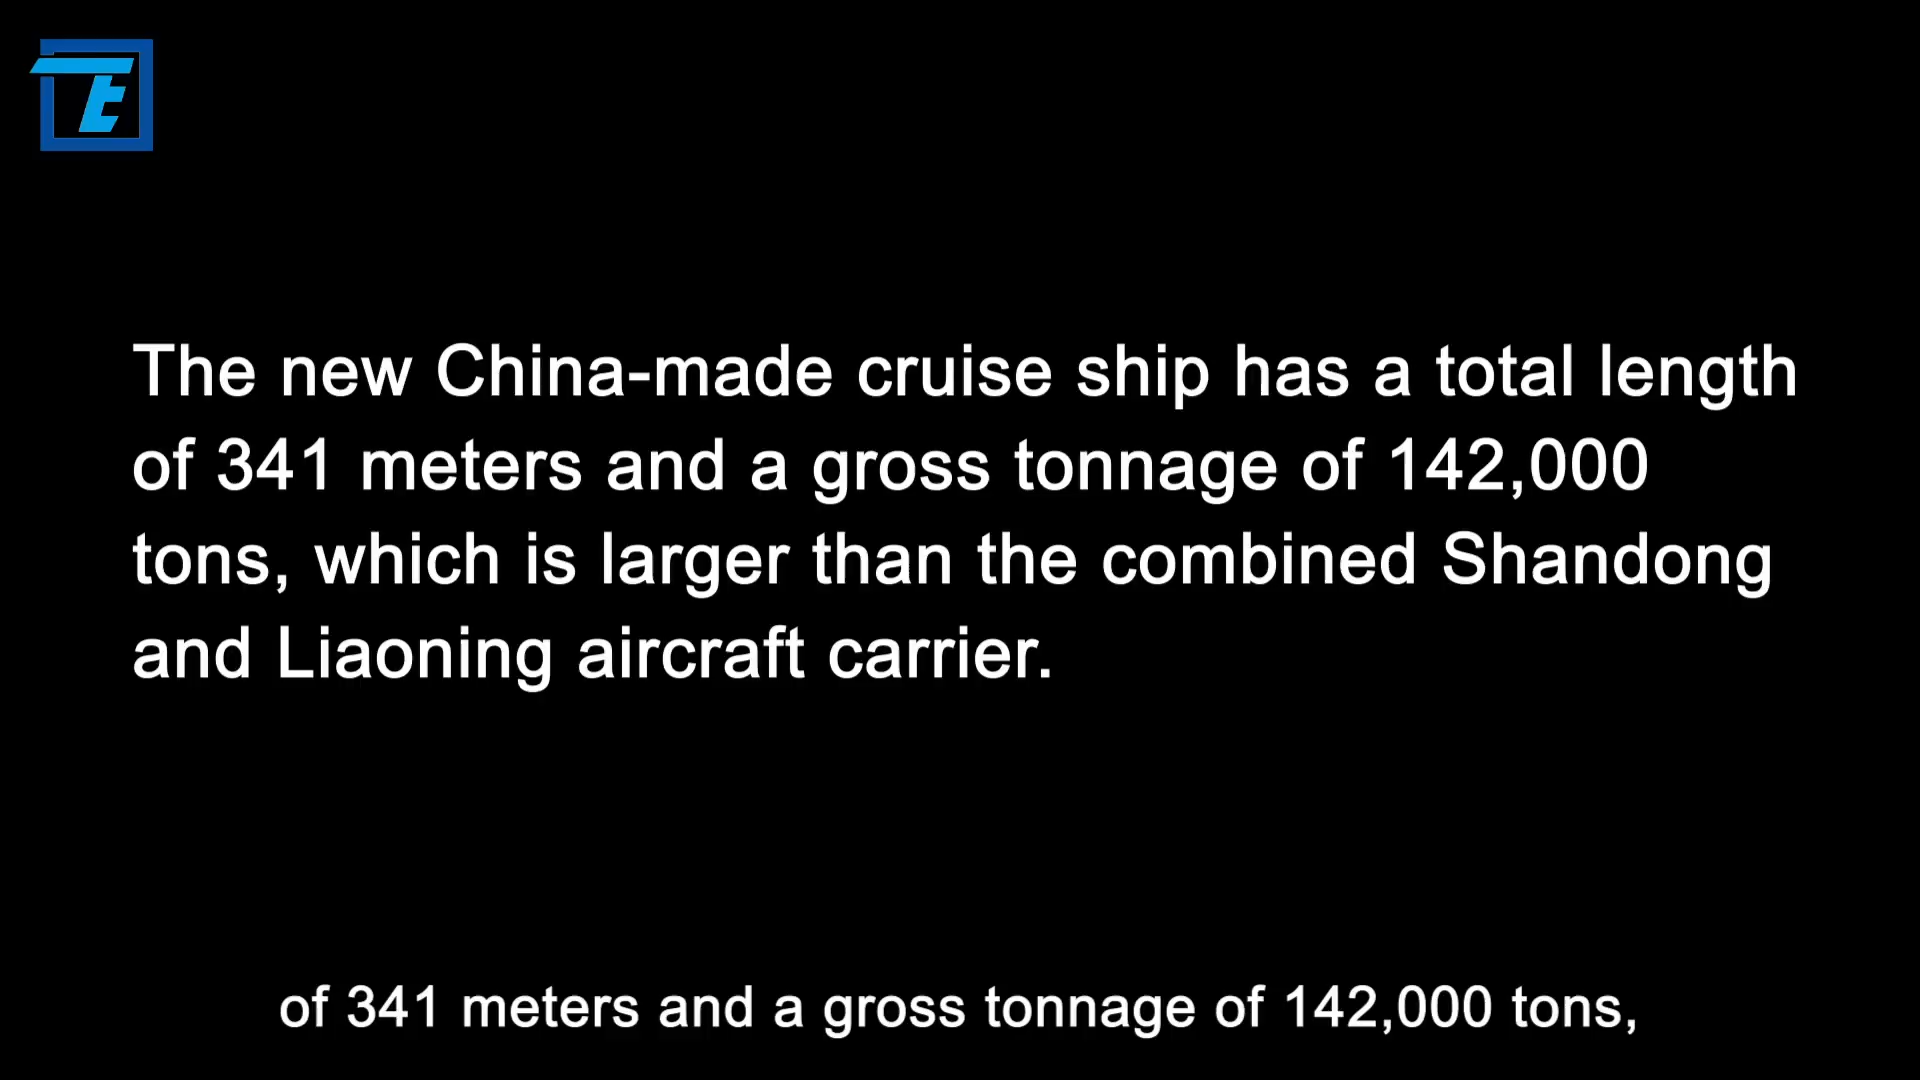 TE
The new China-made cruise ship has a total length
of 341 meters and a gross tonnage of 142,000
tons, which is larger than the combined Shandong
and Liaoning aircraft carrier.
of 341 meters and a gross tonnage of 142,000 tons,